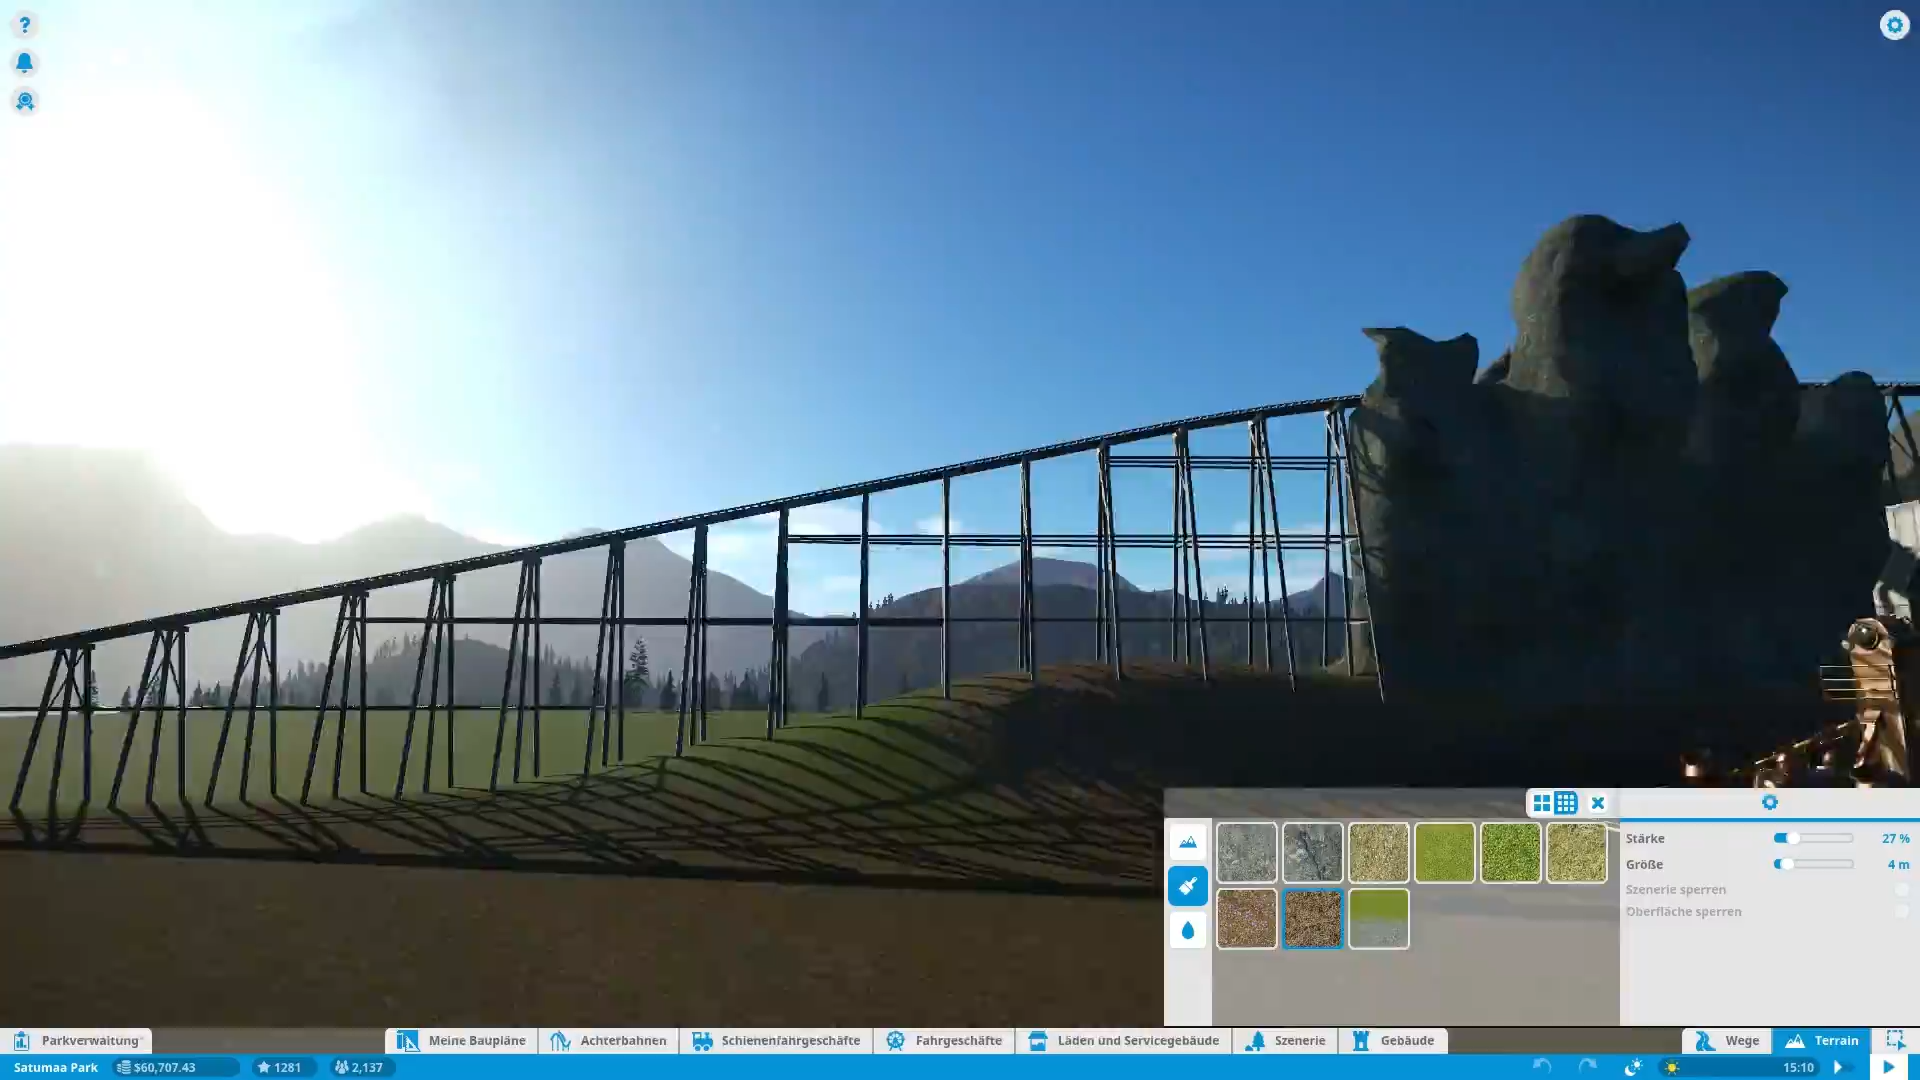 ?
Stärke
27 %
Größe
4 m
Szenerie sperren
Oberfläche sperren
Parkverwaltung
Meine Baupläne
Achterbahnen
Schienenfahrgeschäfte
Fahrgeschäfte
Läden und Servicegebäude
Szenerie
Gebäude
Wege
Terrain
Satumaa Park
$60,707.43
1281
2,137
15:10